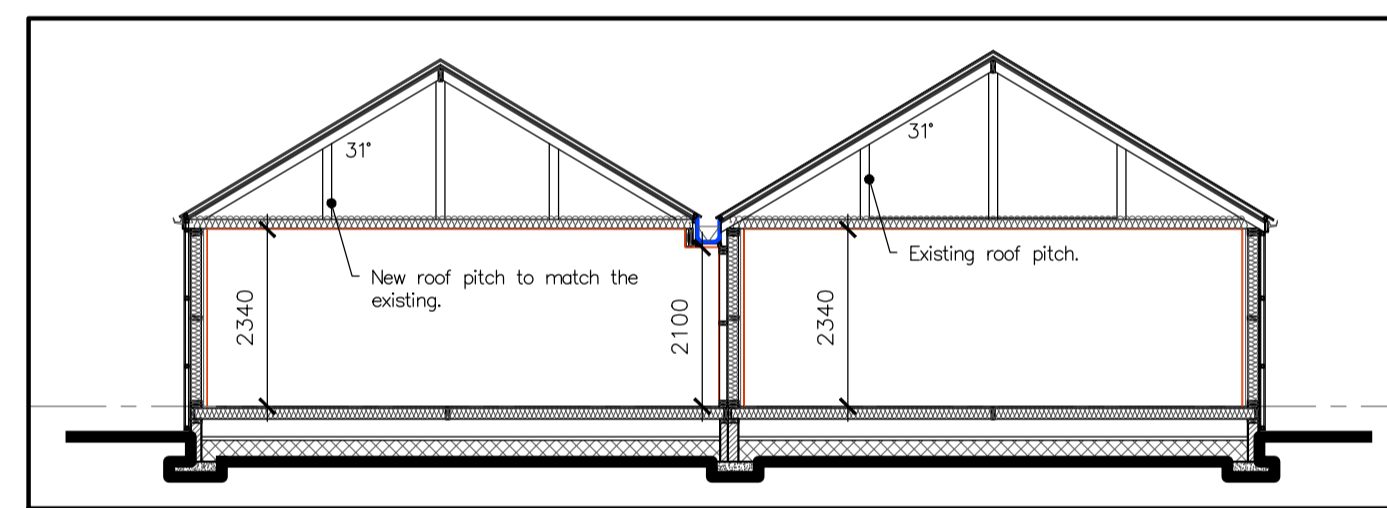 31°
31°
New roof pitch to match the
existing.
Existing roof pitch.
2340
2100
2340